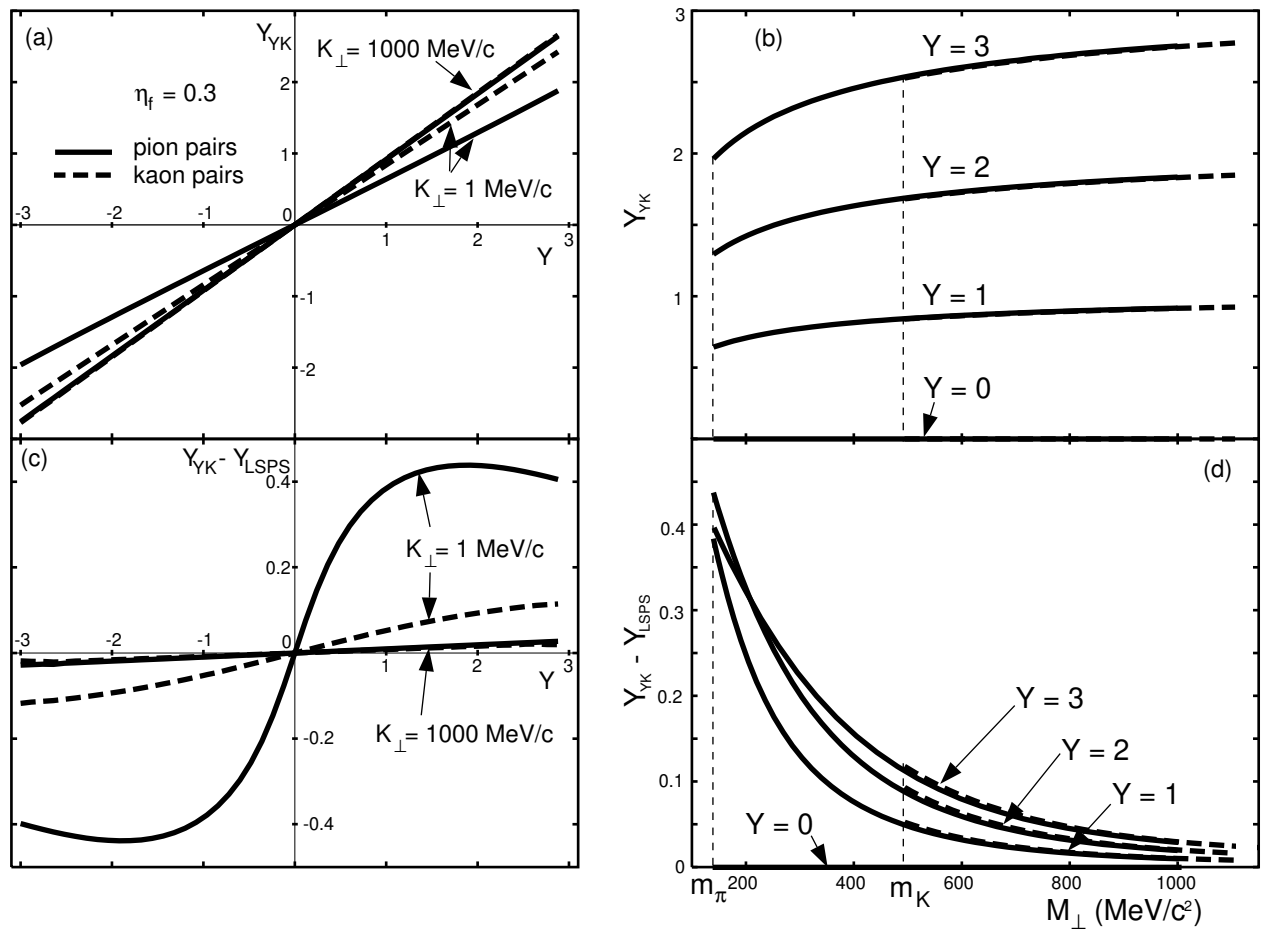 (a)
Y_YK
K_⊥ = 1000 MeV/c
2
η_f = 0.3
pion pairs
kaon pairs
1
K_⊥ = 1 MeV/c
-3 -2 -1 0 1 2 3
Y
-1
-2
(b)
3
Y = 3
2
Y = 2
Y_YK
1
Y = 1
Y = 0
(c)
Y_YK - Y_LSPS
0.4
K_⊥ = 1 MeV/c
0.2
-3 -2 -1 0 1 2 3
Y
K_⊥ = 1000 MeV/c
-0.2
-0.4
(d)
0.4
0.3
Y_YK - Y_LSPS
0.2
Y = 3
Y = 2
0.1
Y = 1
Y = 0
0
m_π 200 400 m_K 600 800 1000
M_⊥ (MeV/c²)